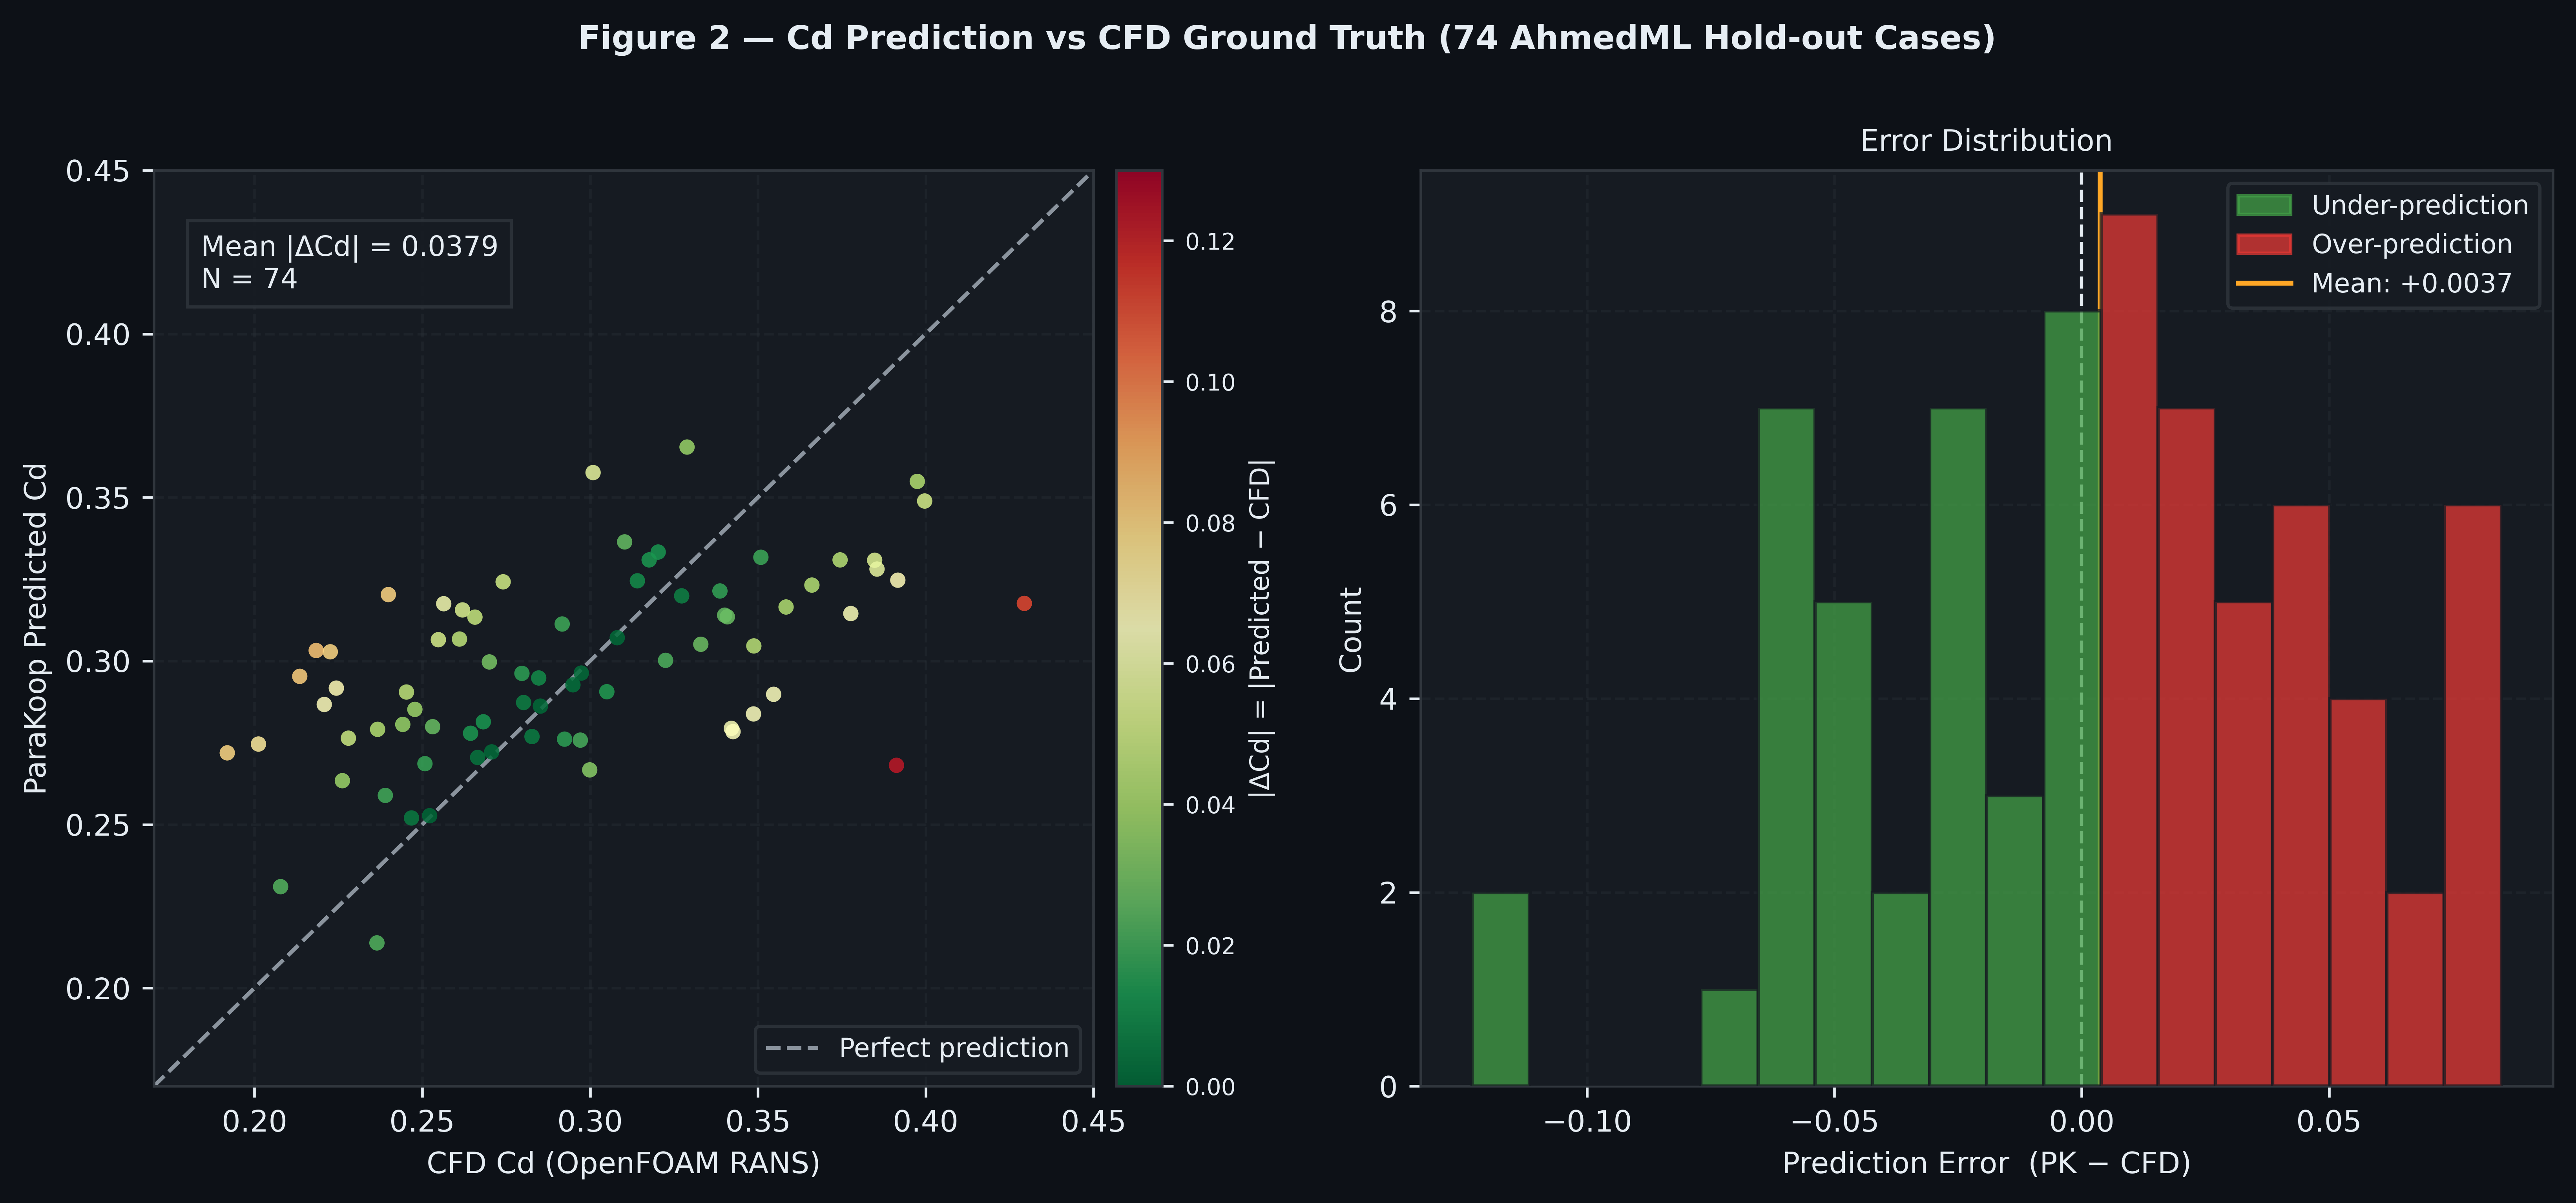 Figure 2 — Cd Prediction vs CFD Ground Truth (74 AhmedML Hold-out Cases)
0.45
0.40
0.35
0.30
0.25
0.20
ParaKoop Predicted Cd
Mean |ΔCd| = 0.0379
N = 74
Perfect prediction
0.20
0.25
0.30
0.35
0.40
0.45
CFD Cd (OpenFOAM RANS)
0.12
0.10
0.08
0.06
0.04
0.02
0.00
|ΔCd| = |Predicted − CFD|
Error Distribution
Under-prediction
Over-prediction
Mean: +0.0037
8
6
4
2
0
Count
−0.10
−0.05
0.00
0.05
Prediction Error (PK − CFD)